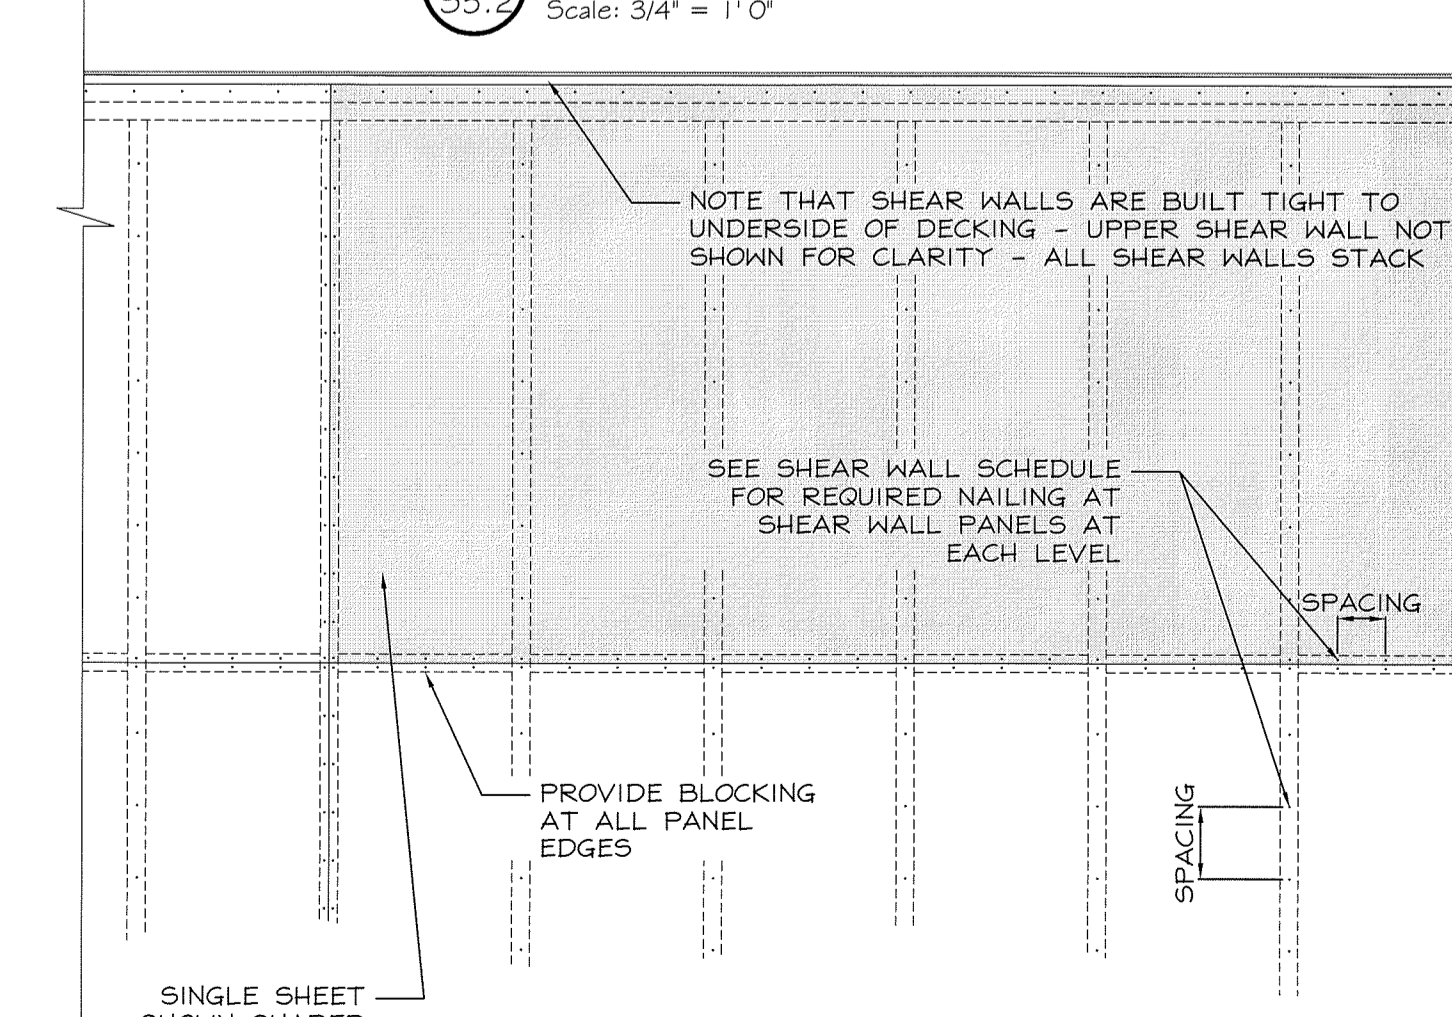 Scale: 3/4" = 1'0"
NOTE THAT SHEAR WALLS ARE BUILT TIGHT TO
UNDERSIDE OF DECKING - UPPER SHEAR WALL NOT
SHOWN FOR CLARITY - ALL SHEAR WALLS STACK
SEE SHEAR WALL SCHEDULE
FOR REQUIRED NAILING AT
SHEAR WALL PANELS AT
EACH LEVEL
SPACING
PROVIDE BLOCKING
AT ALL PANEL
EDGES
SPACING
SINGLE SHEET